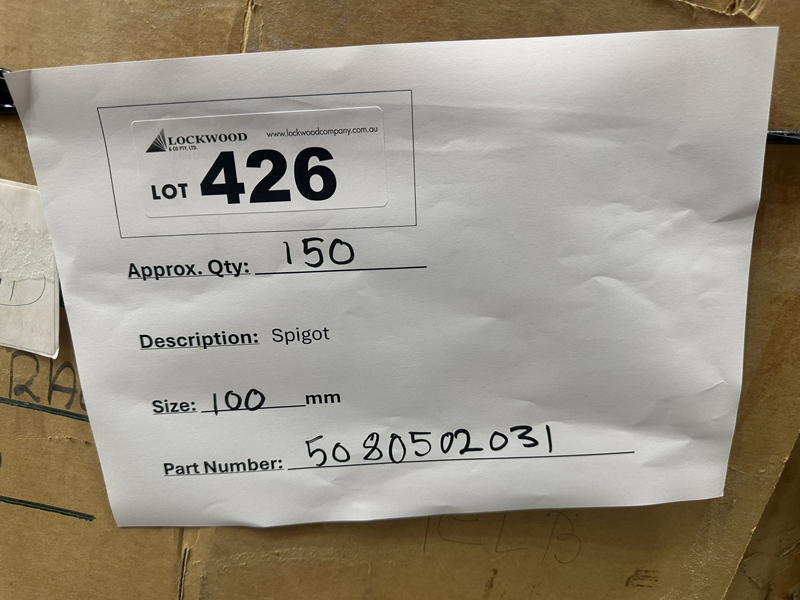 LOCKWOOD
& CO PTY. LTD.
www.lockwoodcompany.com.au
LOT 426
Approx. Qty: 150
Description: Spigot
Size: 100 mm
Part Number: 5080502031